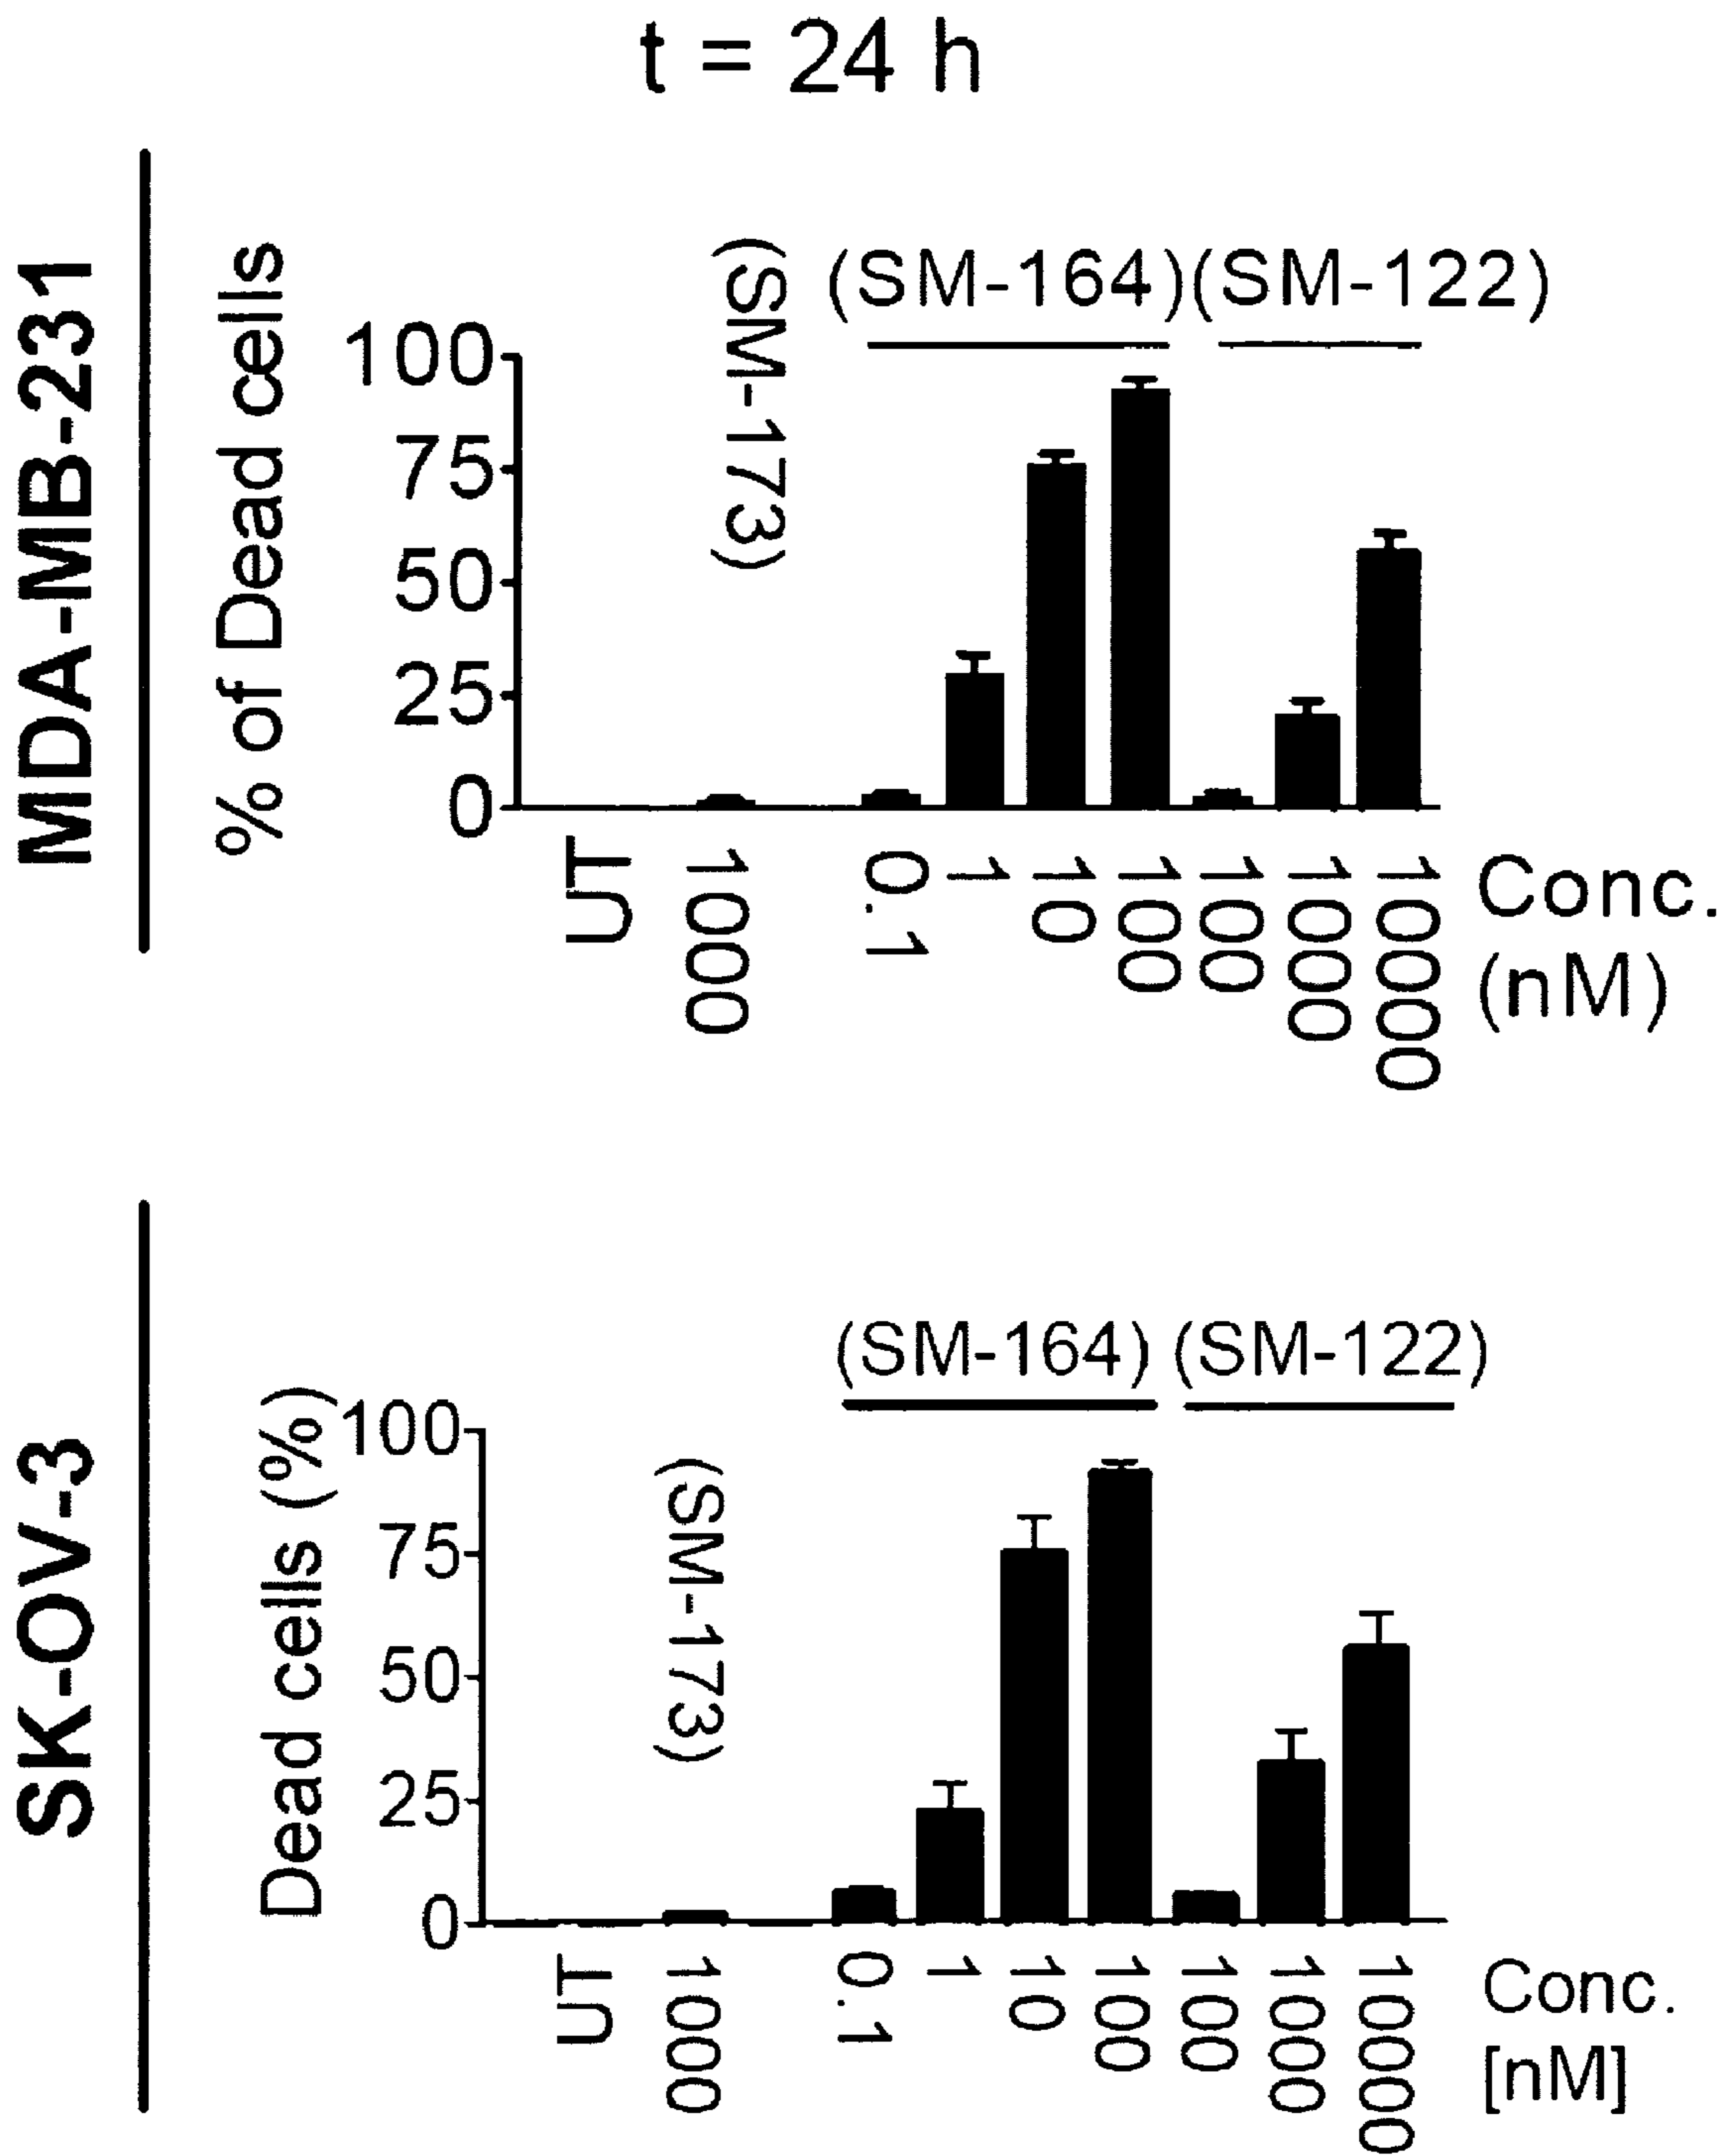 t = 24 h
MDA-MB-231
% of Dead cells
(SM-173)
(SM-164)(SM-122)
100
75
50
25
0
UT
1000
0.1
1
10
100
100
1000
10000
Conc.
(nM)
SK-OV-3
Dead cells (%)
(SM-173)
(SM-164) (SM-122)
100
75
50
25
0
UT
1000
0.1
1
10
100
100
1000
10000
Conc.
[nM]